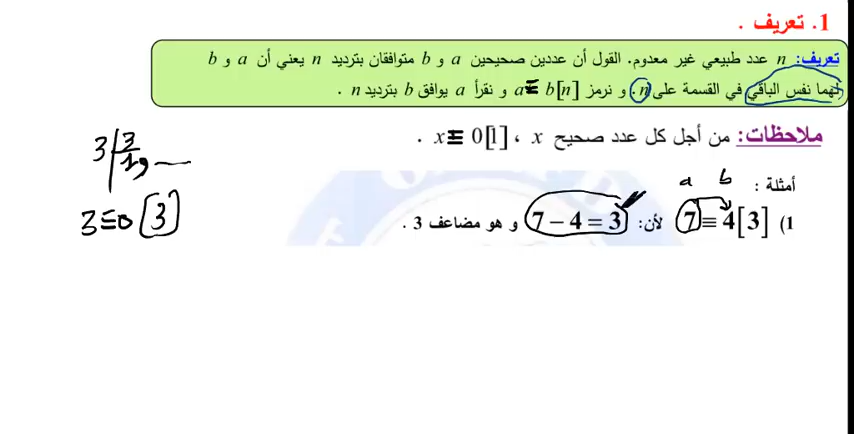 1. تعريف .
تعريف: n عدد طبيعي غير معدوم. القول أن عددين صحيحين a و b متوافقان بترديد n يعني أن a و b
لهما نفس الباقي في القسمة على n. و نرمز a ≡ b[n] و نقرأ a يوافق b بترديد n .
ملاحظات: من أجل كل عدد صحيح x ، x ≡ 0[1] .
3 3
3 ≡ 0 [3]
أمثلة :
a b
1) 7 ≡ 4[3] لأن: 7 − 4 = 3 و هو مضاعف 3 .